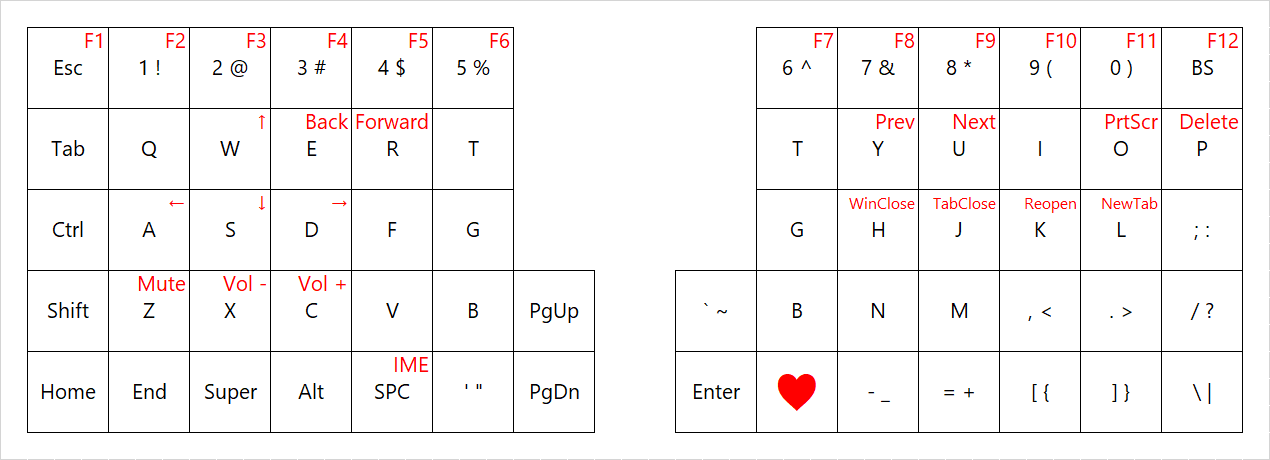 F1 F2 F3 F4 F5 F6 F7 F8 F9 F10 F11 F12
Esc 1 ! 2 @ 3 # 4 $ 5 % 6 ^ 7 & 8 * 9 ( 0 ) BS
↑ Back Forward Prev Next PrtScr Delete
Tab Q W E R T T Y U I O P
← ↓ → WinClose TabClose Reopen NewTab
Ctrl A S D F G G H J K L ; :
Mute Vol - Vol +
Shift Z X C V B PgUp ` ~ B N M , < . > / ?
IME
Home End Super Alt SPC ' " PgDn Enter ♥ - _ = + [ { ] } \ |